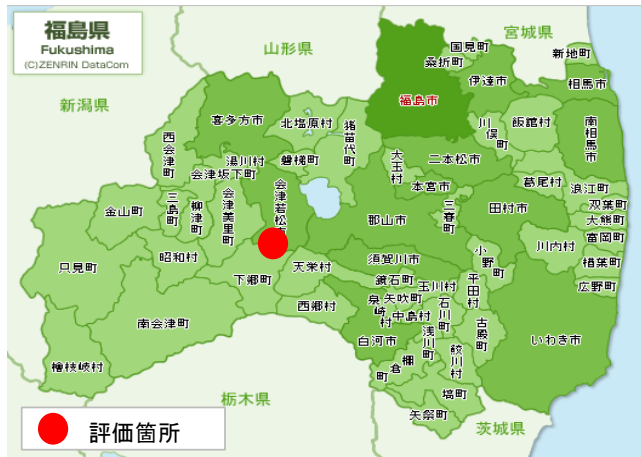 福島県
Fukushima
(C)ZENRIN DataCom
宮城県
山形県
新潟県
国見町
桑折町
新地町
伊達市
相馬市
福島市
喜多方市
北塩原村
猪苗代町
川俣町
飯舘村
南相馬市
西会津町
湯川村
磐梯町
会津坂下町
大玉村
二本松市
本宮市
葛尾村
浪江町
双葉町
大熊町
金山町
三島町
柳津町
会津美里町
会津若松市
郡山市
三春町
田村市
富岡町
川内村
楢葉町
只見町
昭和村
下郷町
天栄村
須賀川市
小野町
広野町
鏡石町
玉川村
平田村
西郷村
泉崎村
矢吹町
中島村
石川町
古殿町
南会津町
白河市
浅川町
鮫川村
いわき市
檜枝岐村
棚倉町
塙町
矢祭町
栃木県
茨城県
評価箇所